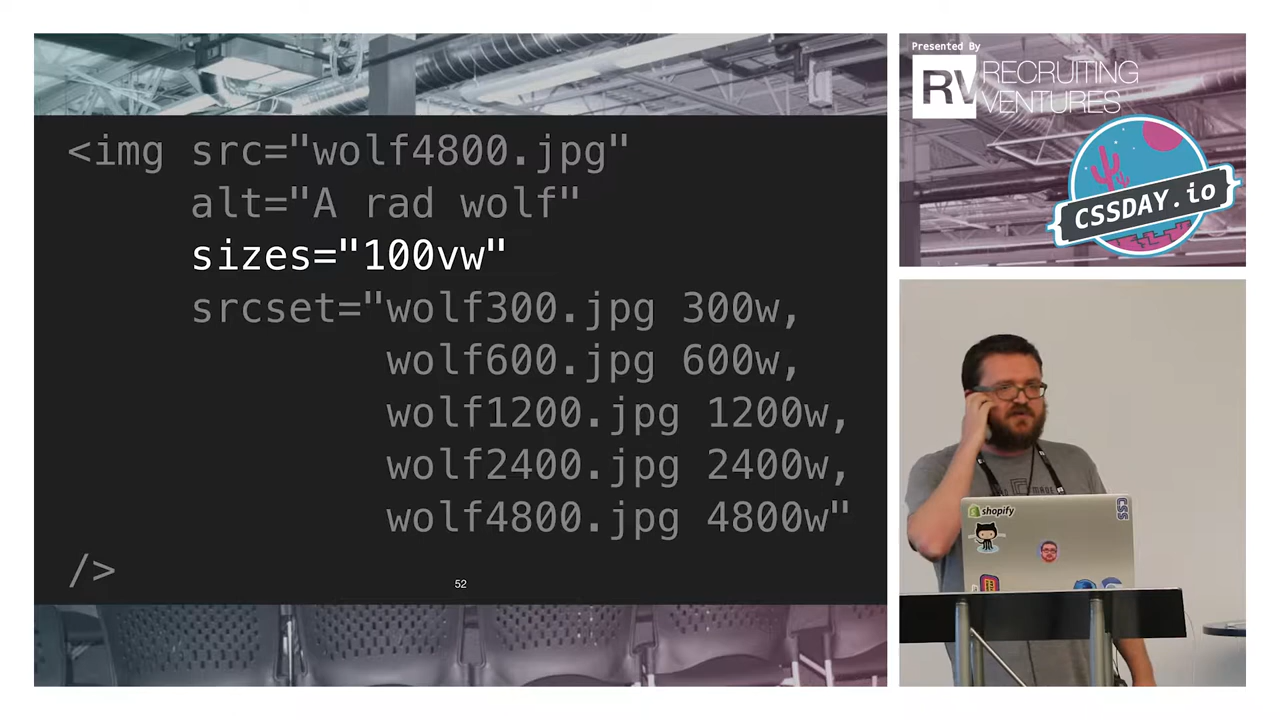 <img src="wolf4800.jpg"
alt="A rad wolf"
sizes="100vw"
srcset="wolf300.jpg 300w,
wolf600.jpg 600w,
wolf1200.jpg 1200w,
wolf2400.jpg 2400w,
wolf4800.jpg 4800w"
/>
52
Presented By
RV RECRUITING
VENTURES
{CSSDAY.io}
shopify
CSS